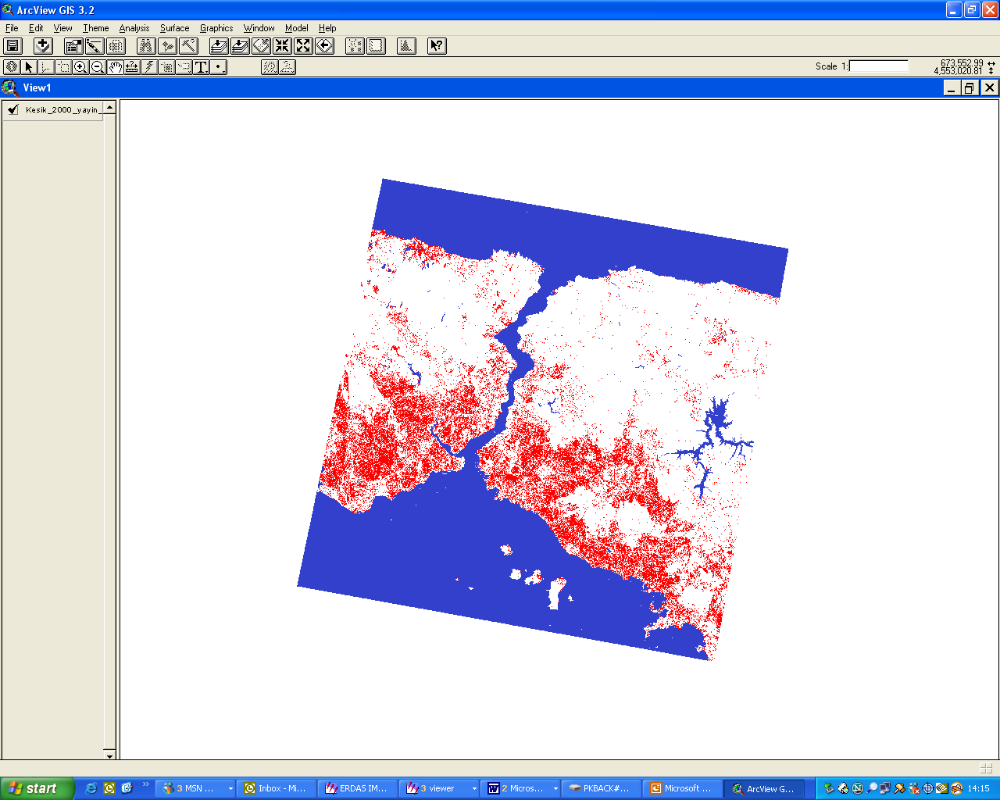 ArcView GIS 3.2
File Edit View Theme Analysis Surface Graphics Window Model Help
T
Scale 1:
673,552.99
4,553,020.81
View1
Kesik_2000_yayin_
start
3 MSN ...
Inbox - Mi...
ERDAS IM...
3 viewer
2 Micros...
PKBACK#...
Microsoft ...
ArcView G...
14:15